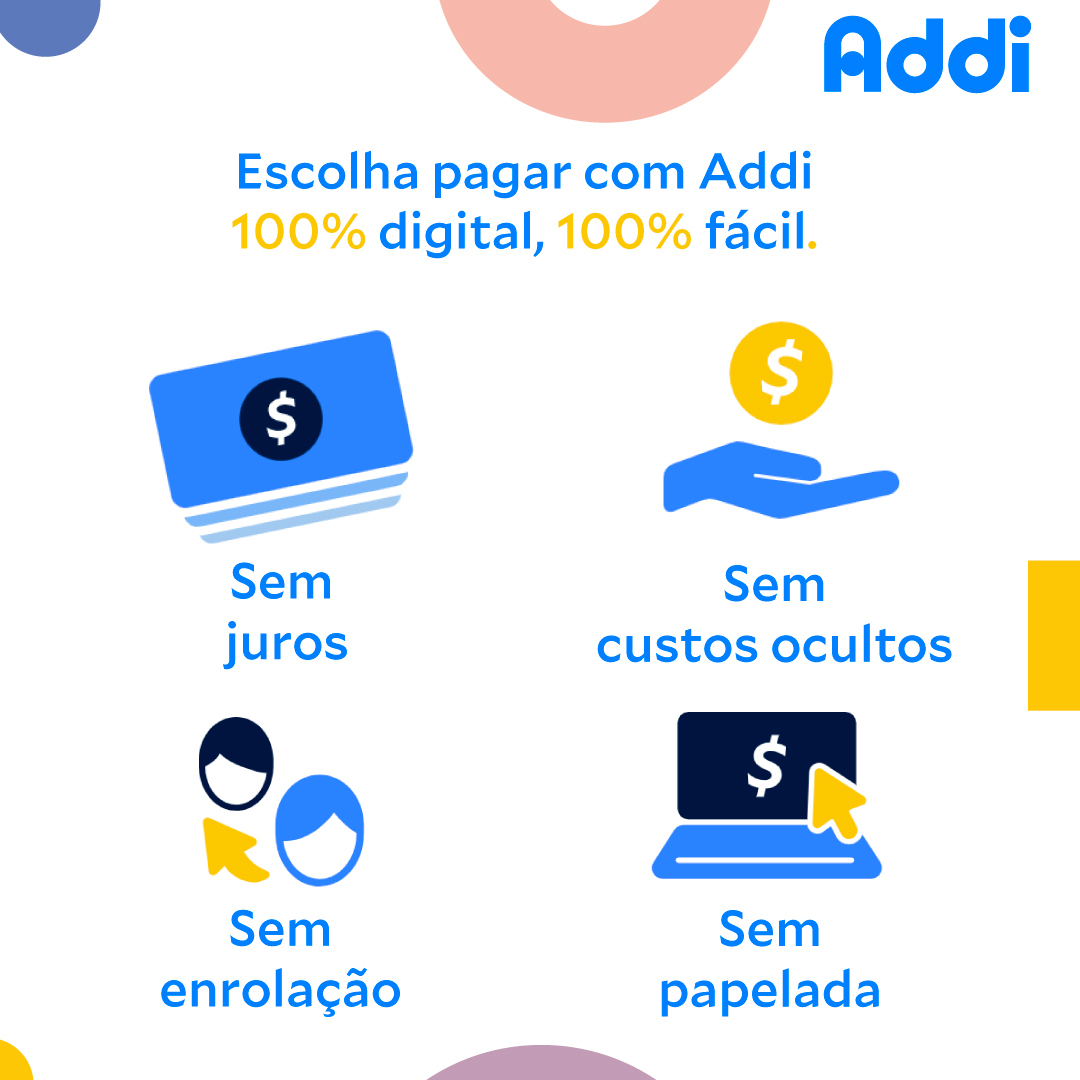 Addi
Escolha pagar com Addi
100% digital, 100% fácil.
$
$
Sem
juros
Sem
custos ocultos
$
Sem
enrolação
Sem
papelada